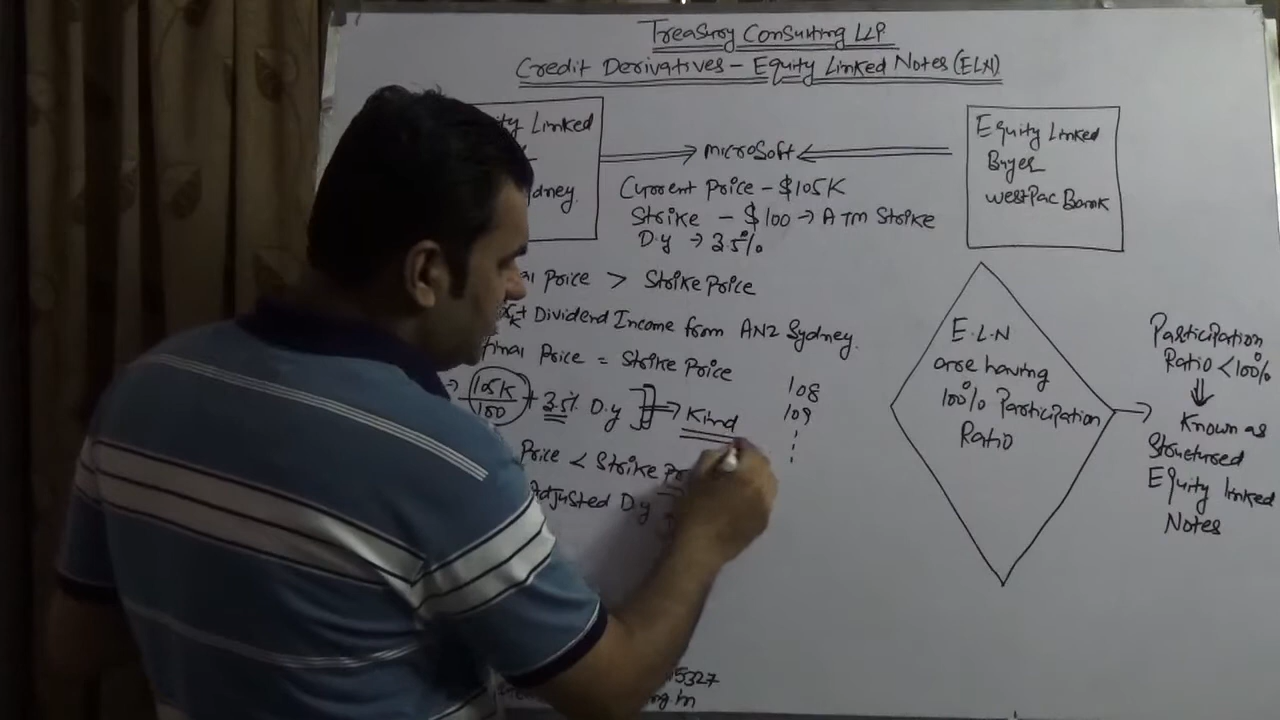 Treasury Consulting LLP
Credit Derivatives - Equity Linked Notes (ELN)
Linked
microsoft
Current Price - $105K
Strike - $100 → ATM Strike
D.y → 3.5%
Equity Linked
Buyer
westPac Bank
Price > Strike Price
+ Dividend Income from ANZ Sydney.
Final Price = Strike Price
105K
100
+ 3.5% D.y
Kind
108
109
Price < Strike
Adjusted D.y
E.L.N
are having
100% Participation
Ratio
Participation
Ratio < 100%
Known as
Structured
Equity linked
Notes
15327